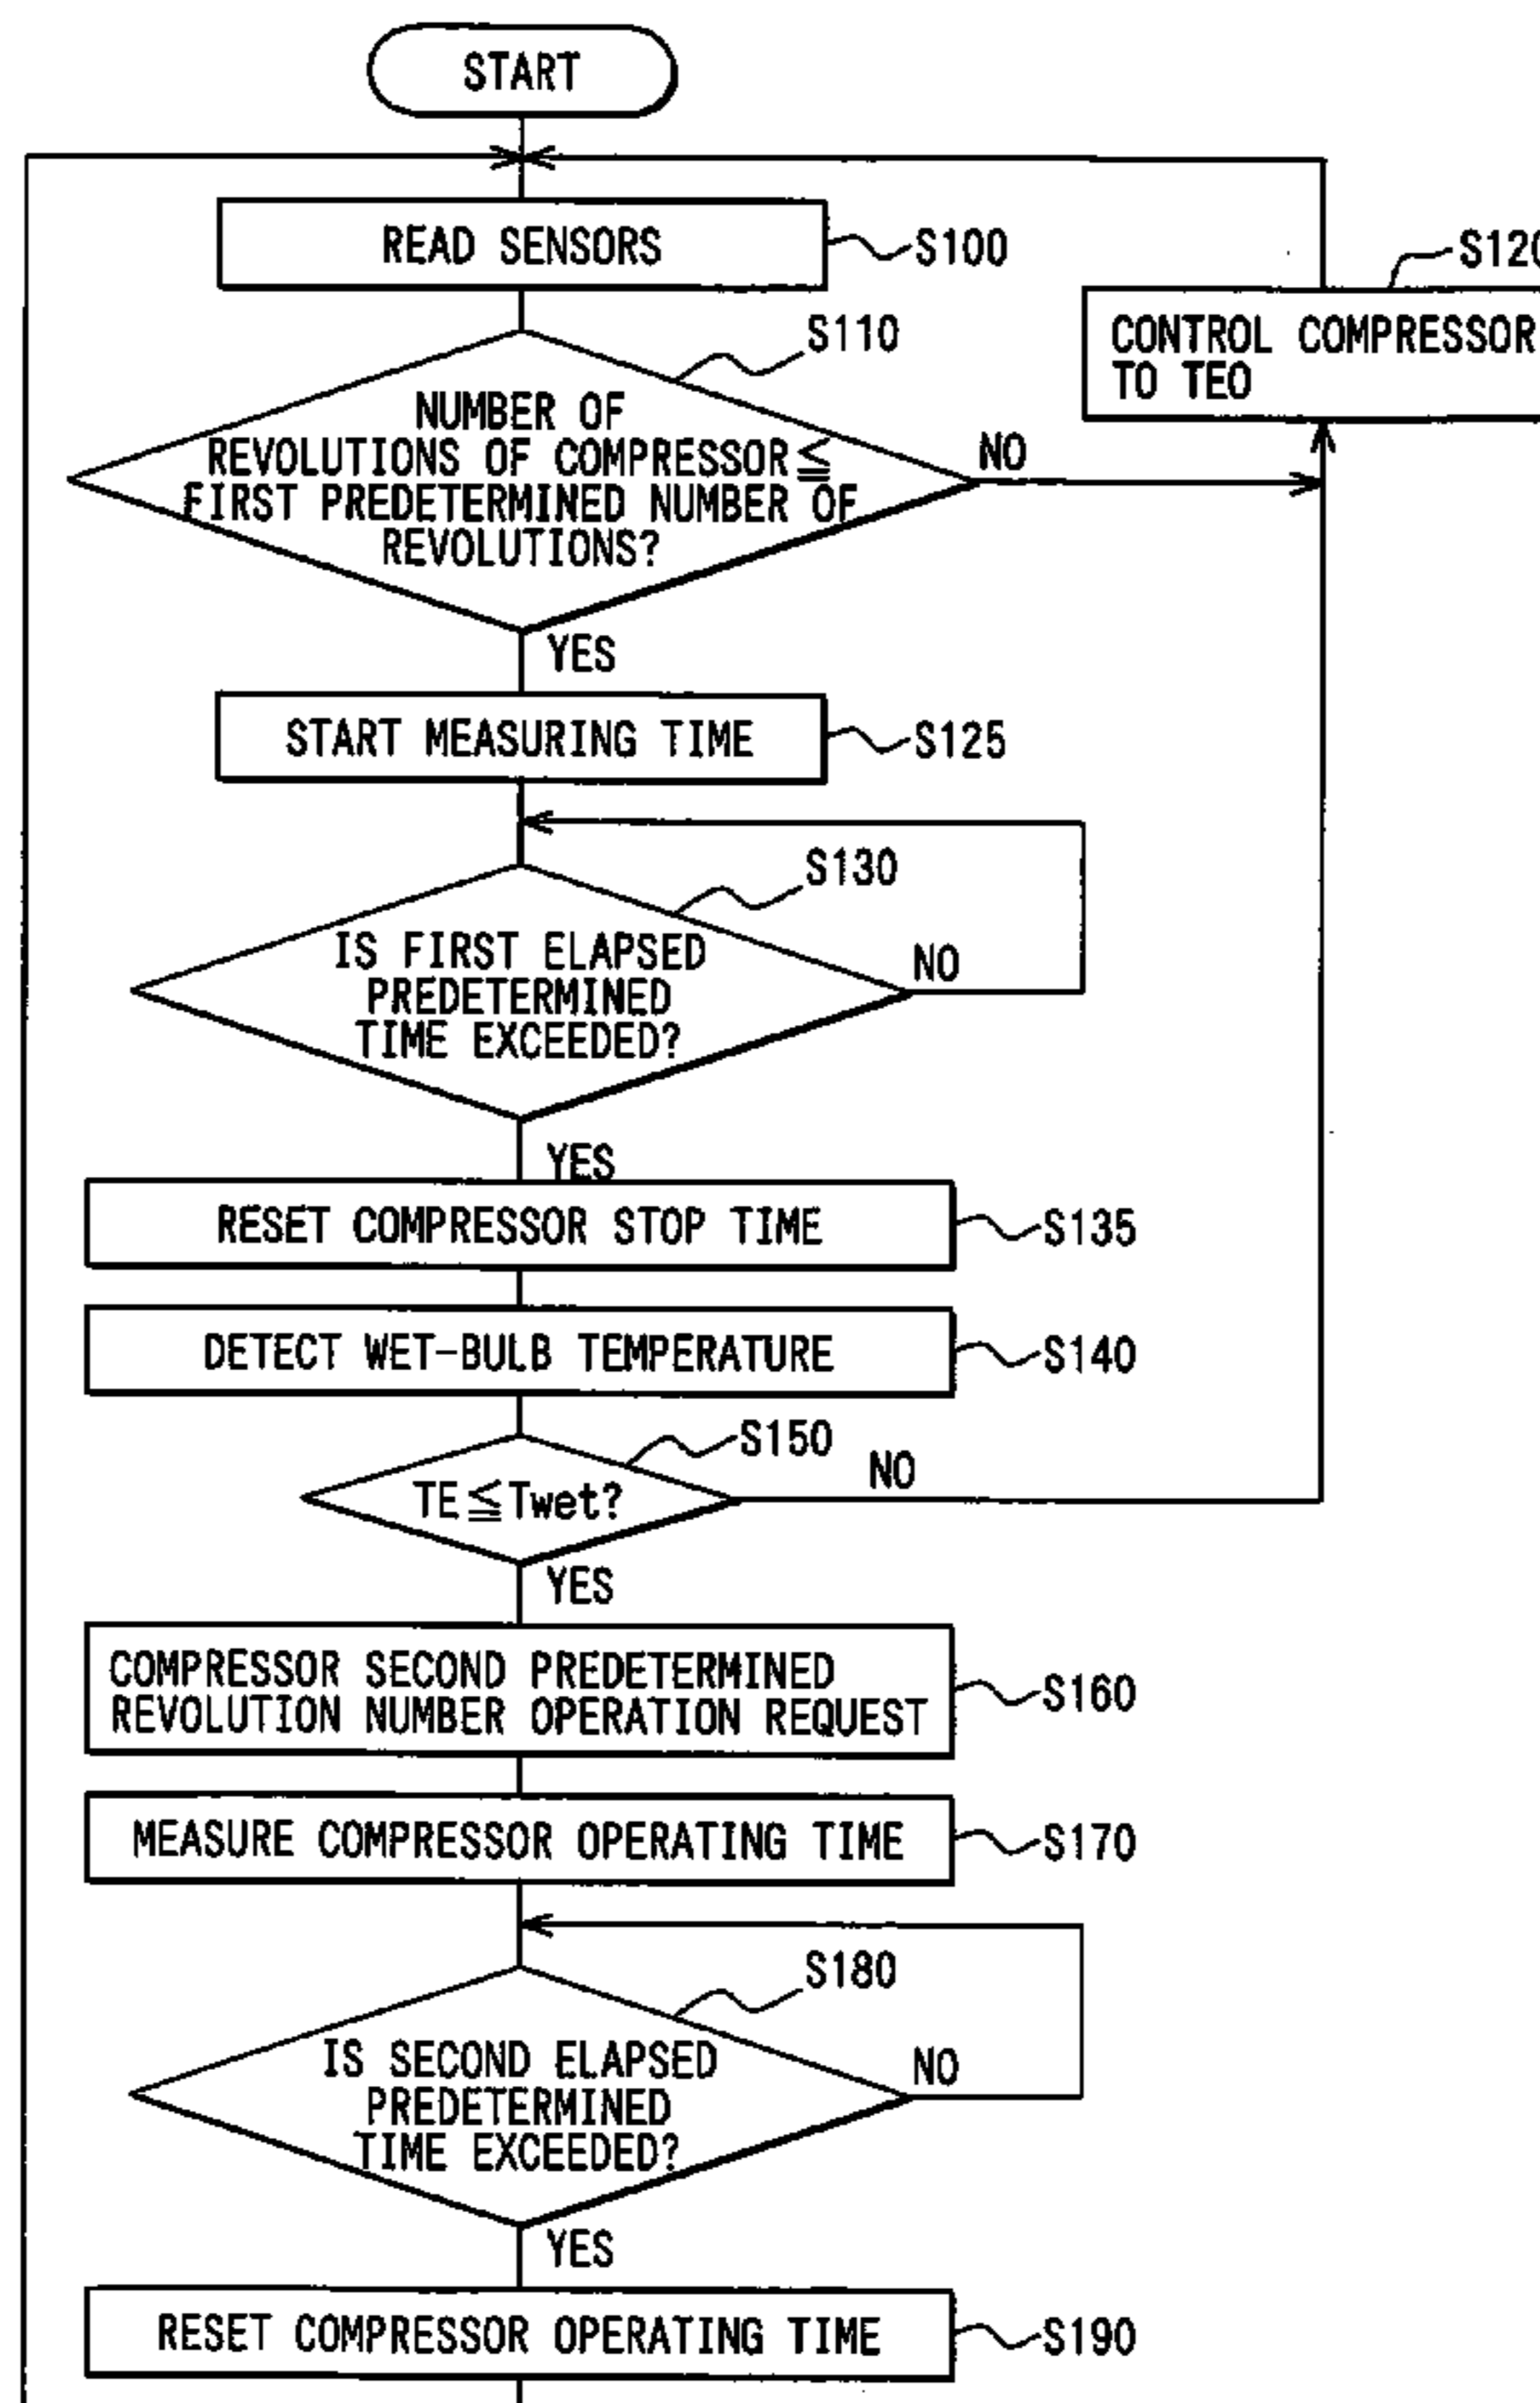 START
READ SENSORS
S100
S120
CONTROL COMPRESSOR
TO TEO
S110
NUMBER OF
REVOLUTIONS OF COMPRESSOR≦
FIRST PREDETERMINED NUMBER OF
REVOLUTIONS?
NO
YES
START MEASURING TIME
S125
S130
IS FIRST ELAPSED
PREDETERMINED
TIME EXCEEDED?
NO
YES
RESET COMPRESSOR STOP TIME
S135
DETECT WET-BULB TEMPERATURE
S140
S150
TE≦Twet?
NO
YES
COMPRESSOR SECOND PREDETERMINED
REVOLUTION NUMBER OPERATION REQUEST
S160
MEASURE COMPRESSOR OPERATING TIME
S170
S180
IS SECOND ELAPSED
PREDETERMINED
TIME EXCEEDED?
NO
YES
RESET COMPRESSOR OPERATING TIME
S190